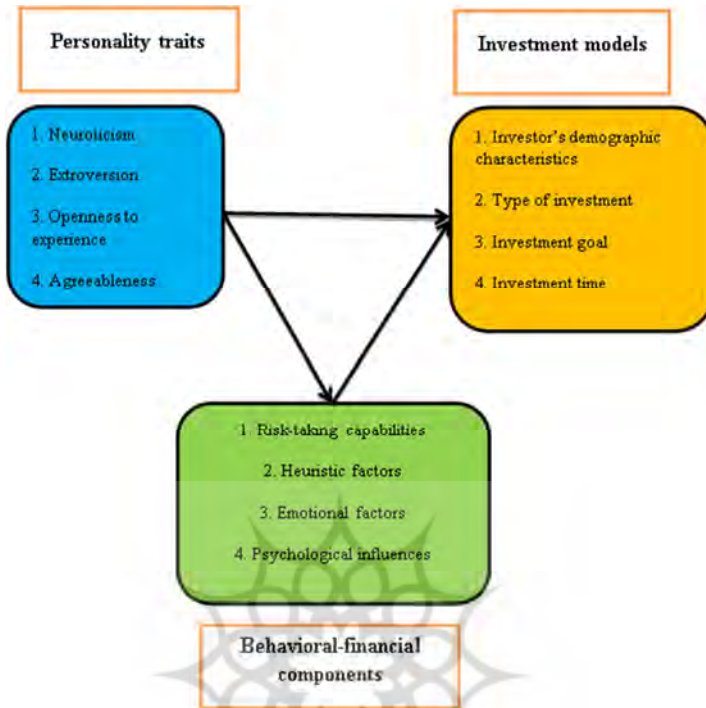 Personality traits
Investment models
1. Neuroticism
2. Extroversion
3. Openness to
experience
4. Agreeableness
1. Investor's demographic
characteristics
2. Type of investment
3. Investment goal
4. Investment time
1. Risk-taking capabilities
2. Heuristic factors
3. Emotional factors
4. Psychological influences
Behavioral-financial
components